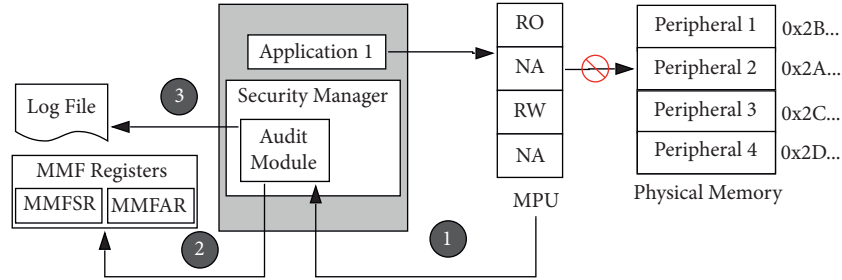 Application 1
Security Manager
Audit
Module
3
Log File
MMF Registers
MMFSR
MMFAR
2
1
RO
NA
RW
NA
MPU
Peripheral 1
0x2B...
Peripheral 2
0x2A...
Peripheral 3
0x2C...
Peripheral 4
0x2D...
Physical Memory